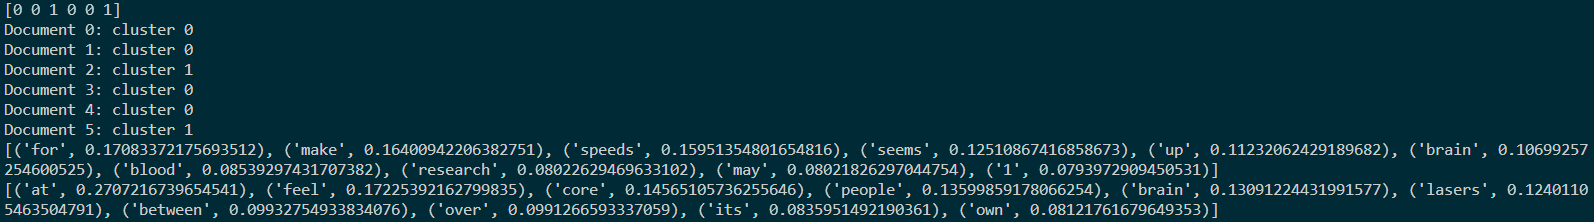 [0 0 1 0 0 1]
Document 0: cluster 0
Document 1: cluster 0
Document 2: cluster 1
Document 3: cluster 0
Document 4: cluster 0
Document 5: cluster 1
[('for', 0.17083372175693512), ('make', 0.16400942206382751), ('speeds', 0.15951354801654816), ('seems', 0.12510867416858673), ('up', 0.11232062429189682), ('brain', 0.10699257
254600525), ('blood', 0.08539297431707382), ('research', 0.08022629469633102), ('may', 0.08021826297044754), ('1', 0.0793972909450531)]
[('at', 0.2707216739654541), ('feel', 0.17225392162799835), ('core', 0.14565105736255646), ('people', 0.13599859178066254), ('brain', 0.13091224431991577), ('lasers', 0.1240110
5463504791), ('between', 0.09932754933834076), ('over', 0.0991266593337059), ('its', 0.0835951492190361), ('own', 0.08121761679649353)]